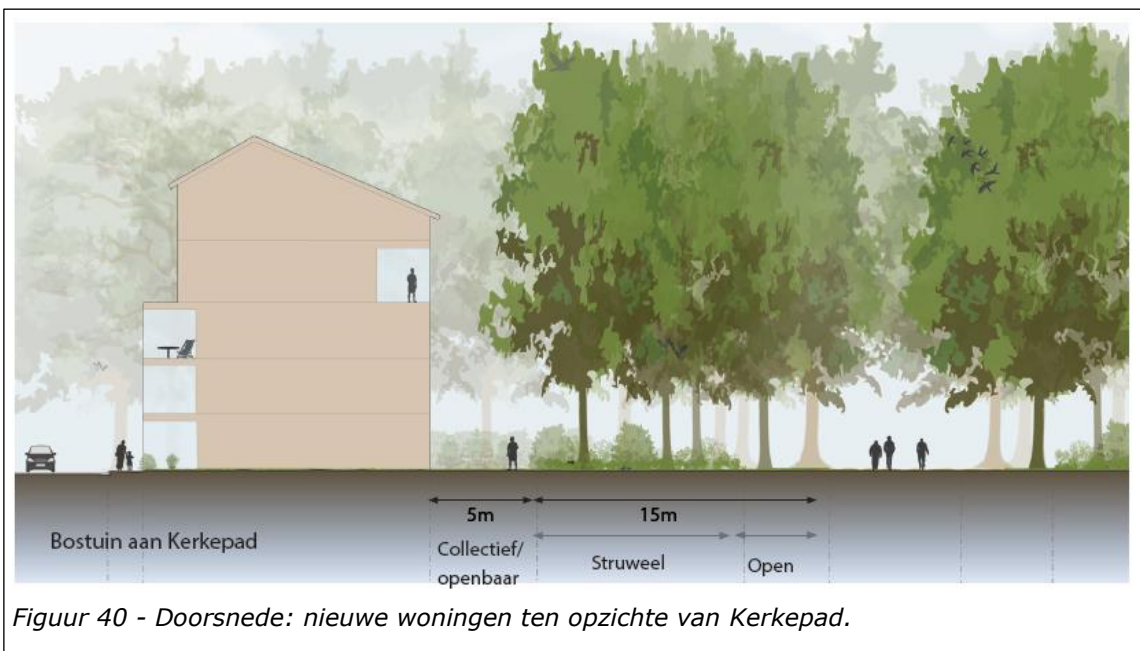 5m
15m
Bostuin aan Kerkepad
Collectief/
openbaar
Struweel
Open
Figuur 40 - Doorsnede: nieuwe woningen ten opzichte van Kerkepad.